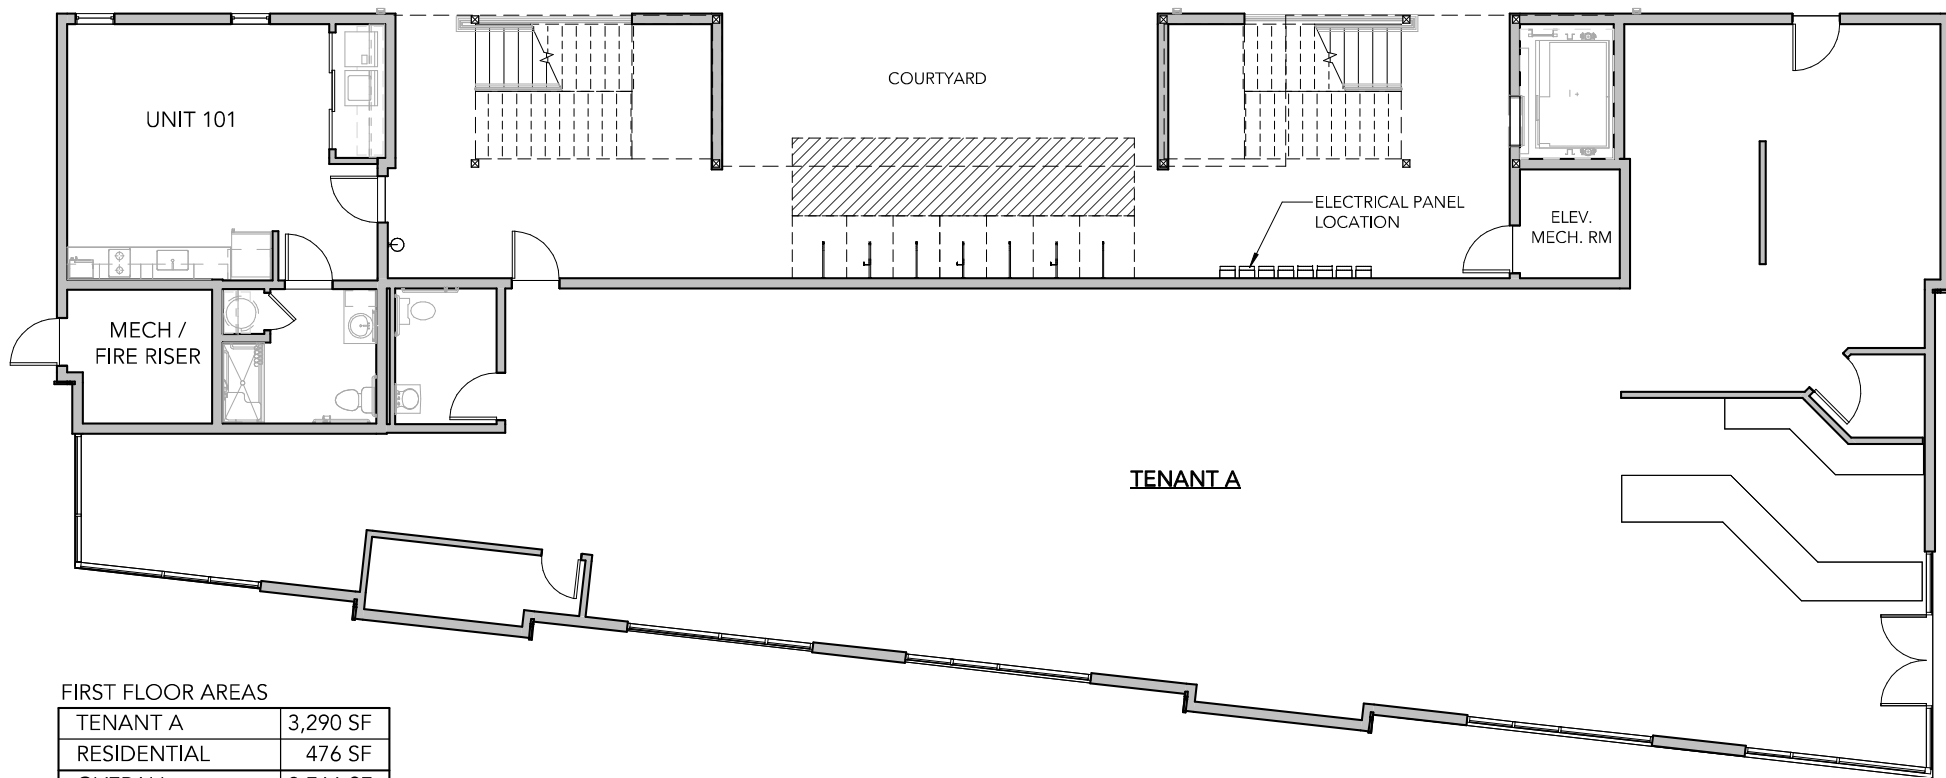 COURTYARD
UNIT 101
ELECTRICAL PANEL
LOCATION
ELEV.
MECH. RM
MECH /
FIRE RISER
TENANT A
FIRST FLOOR AREAS
TENANT A 3,290 SF
RESIDENTIAL 476 SF